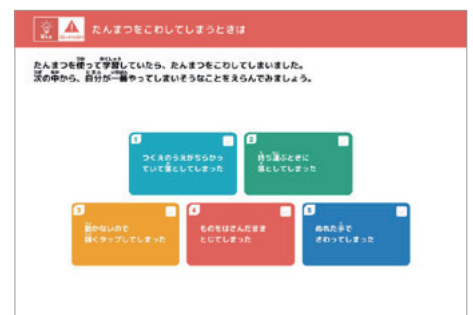 たんまつをこわしてしまうときは
たんまつを使って学習していたら、たんまつをこわしてしまいました。
次の中から、自分が一番やってしまいそうなことをえらんでみましょう。
1
つくえのうえがちらかっ
ていて落としてしまった
2
持ち運ぶときに
落としてしまった
3
動かないので
強くタップしてしまった
4
ものをはさんだまま
とじてしまった
5
ぬれた手で
さわってしまった